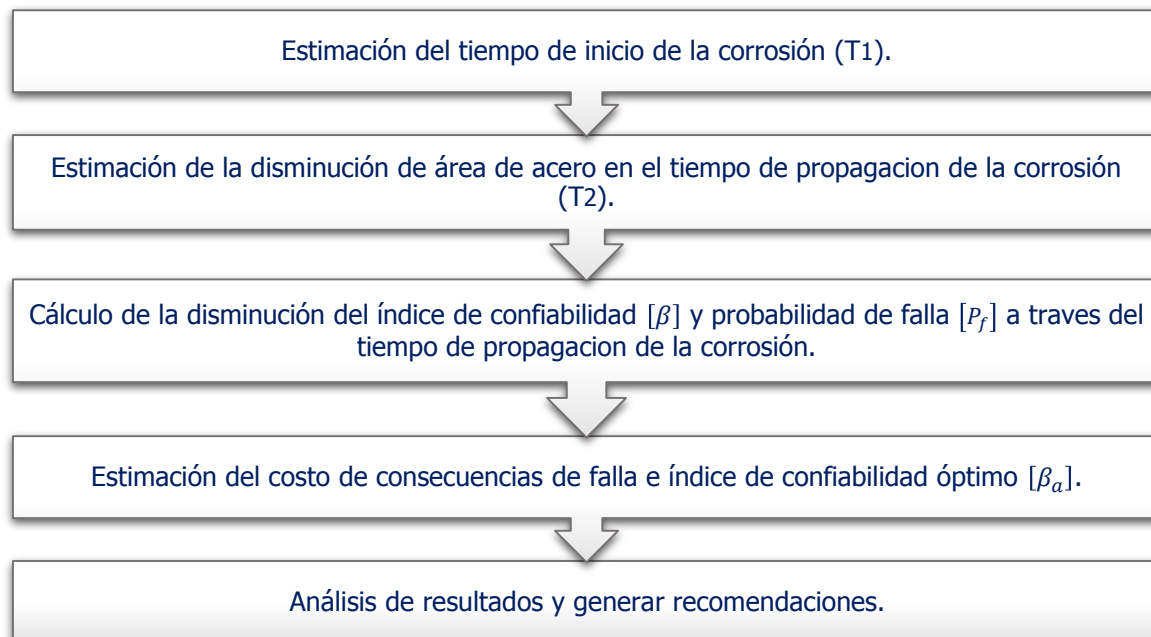 Estimación del tiempo de inicio de la corrosión (T1).
Estimación de la disminución de área de acero en el tiempo de propagacion de la corrosión
(T2).
Cálculo de la disminución del índice de confiabilidad [β] y probabilidad de falla [P_f] a traves del
tiempo de propagacion de la corrosión.
Estimación del costo de consecuencias de falla e índice de confiabilidad óptimo [β_a].
Análisis de resultados y generar recomendaciones.